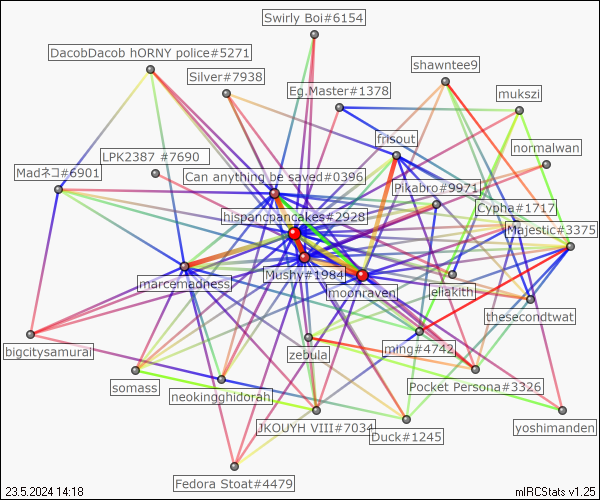 Swirly Boi#6154
DacobDacob hORNY police#5271
shawntee9
Silver#7938
Eg.Master#1378
mukszi
frisout
normalwan
LPK2387 #7690
Madネコ#6901
Can anything be saved#0396
Pikabro#9971
Cypha#1717
hispancpancakes#2928
Majestic#3375
Mushy#1984
marcemadness
moonraven
eliakith
thesecondtwat
bigcitysamurai
zebula
ming#4742
somass
neokingghidorah
Pocket Persona#3326
JKOUYH VIII#7034
Duck#1245
yoshimanden
Fedora Stoat#4479
23.5.2024 14:18
mIRCStats v1.25